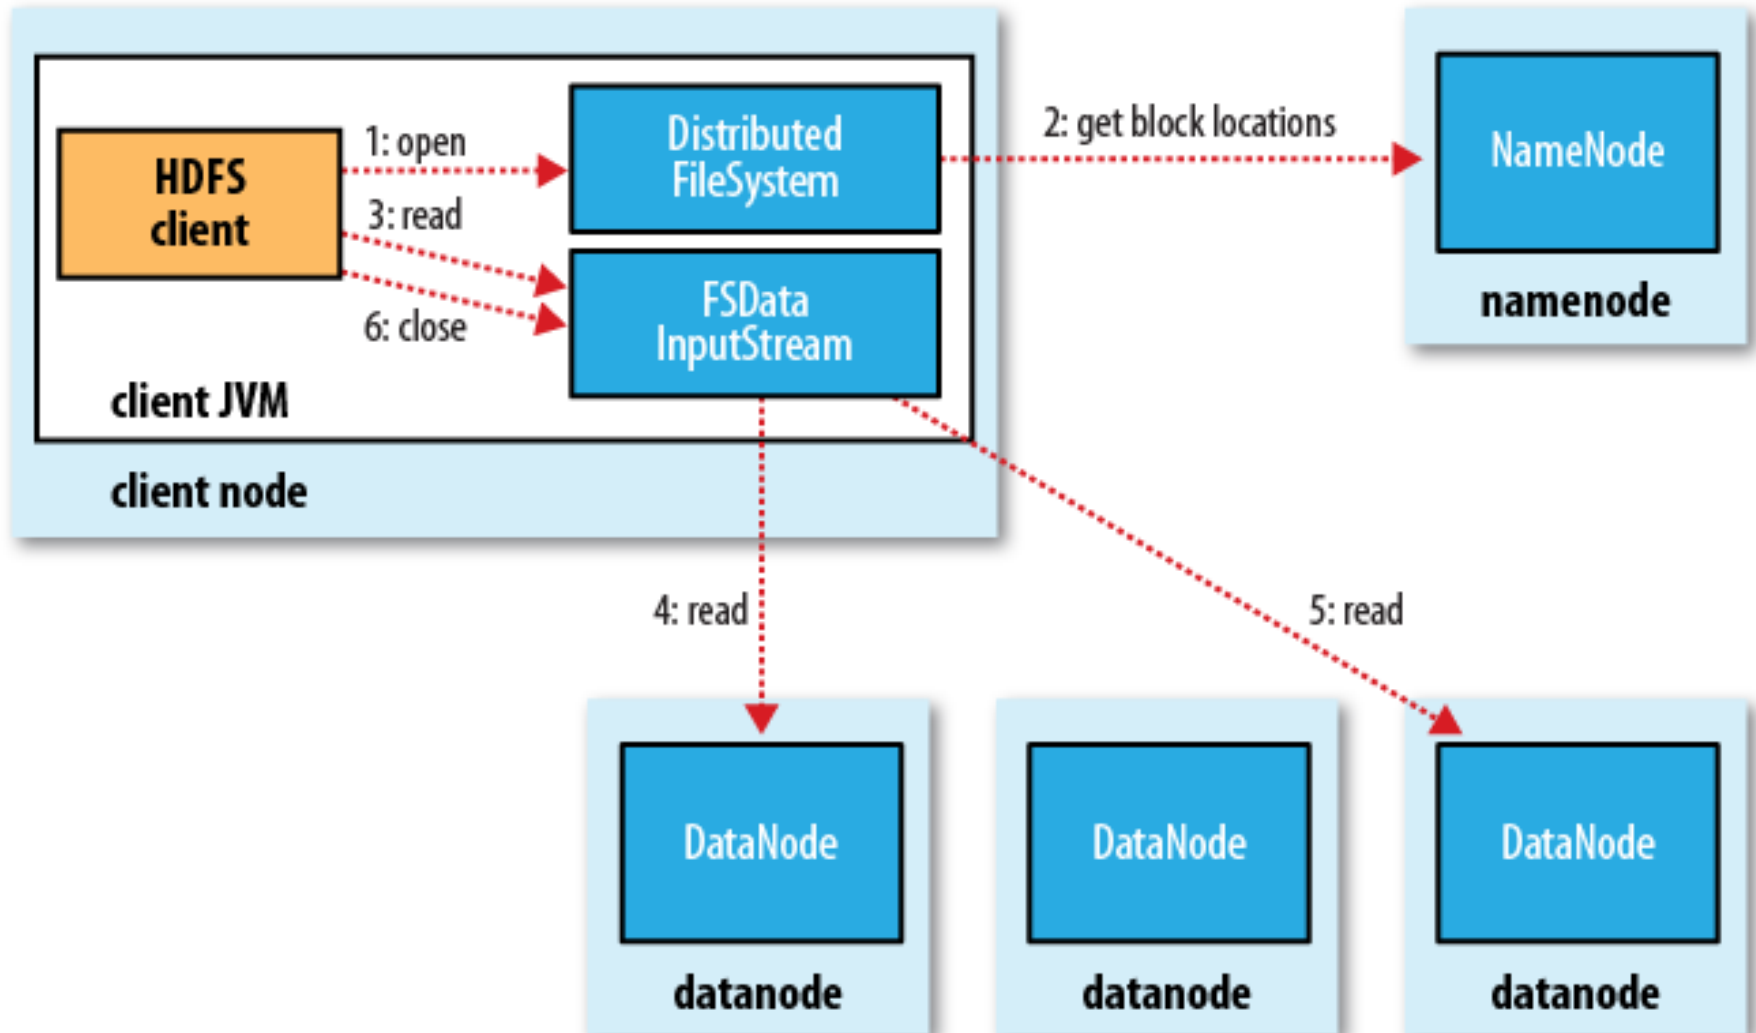 HDFS
client
1: open
3: read
6: close
Distributed
FileSystem
FSData
InputStream
client JVM
client node
2: get block locations
NameNode
namenode
4: read
5: read
DataNode
datanode
DataNode
datanode
DataNode
datanode